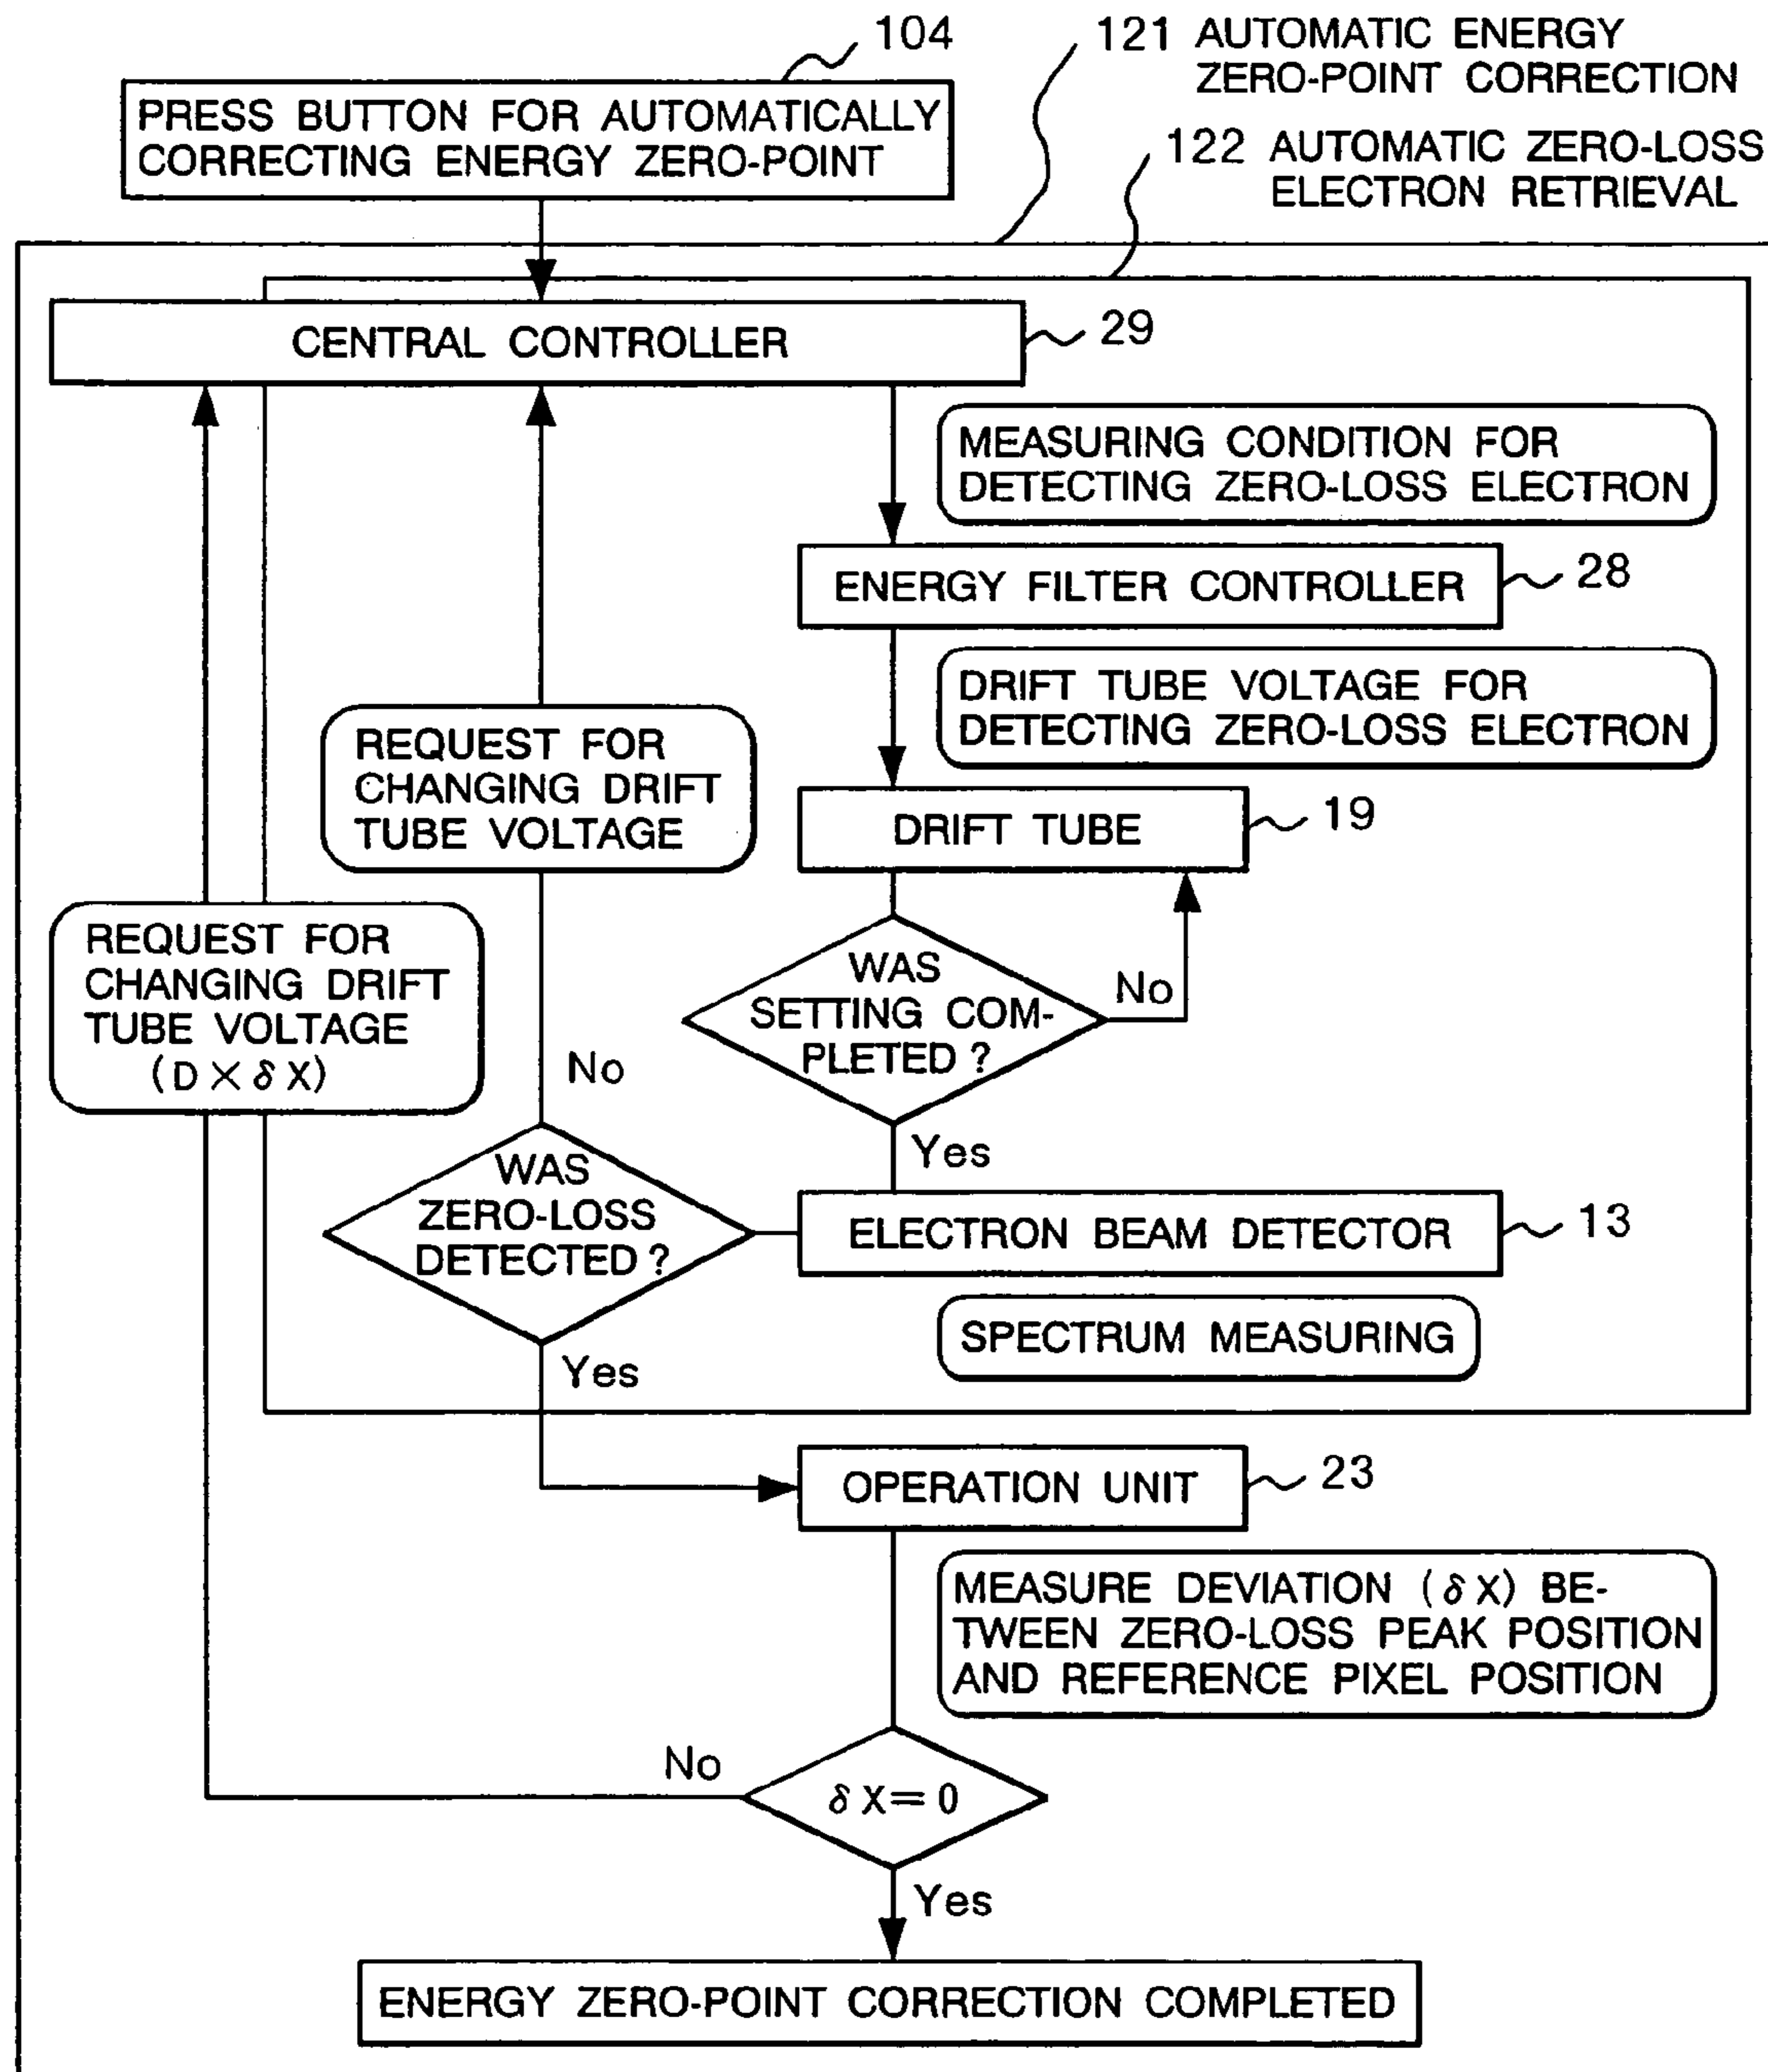 104
121 AUTOMATIC ENERGY
ZERO-POINT CORRECTION
PRESS BUTTON FOR AUTOMATICALLY
CORRECTING ENERGY ZERO-POINT
122 AUTOMATIC ZERO-LOSS
ELECTRON RETRIEVAL
CENTRAL CONTROLLER
29
MEASURING CONDITION FOR
DETECTING ZERO-LOSS ELECTRON
ENERGY FILTER CONTROLLER
28
DRIFT TUBE VOLTAGE FOR
DETECTING ZERO-LOSS ELECTRON
REQUEST FOR
CHANGING DRIFT
TUBE VOLTAGE
DRIFT TUBE
19
REQUEST FOR
CHANGING DRIFT
TUBE VOLTAGE
(D × δ X)
WAS
SETTING COM-
PLETED ?
No
No
Yes
WAS
ZERO-LOSS
DETECTED ?
ELECTRON BEAM DETECTOR
13
SPECTRUM MEASURING
Yes
OPERATION UNIT
23
MEASURE DEVIATION (δ X) BE-
TWEEN ZERO-LOSS PEAK POSITION
AND REFERENCE PIXEL POSITION
No
δ X = 0
Yes
ENERGY ZERO-POINT CORRECTION COMPLETED